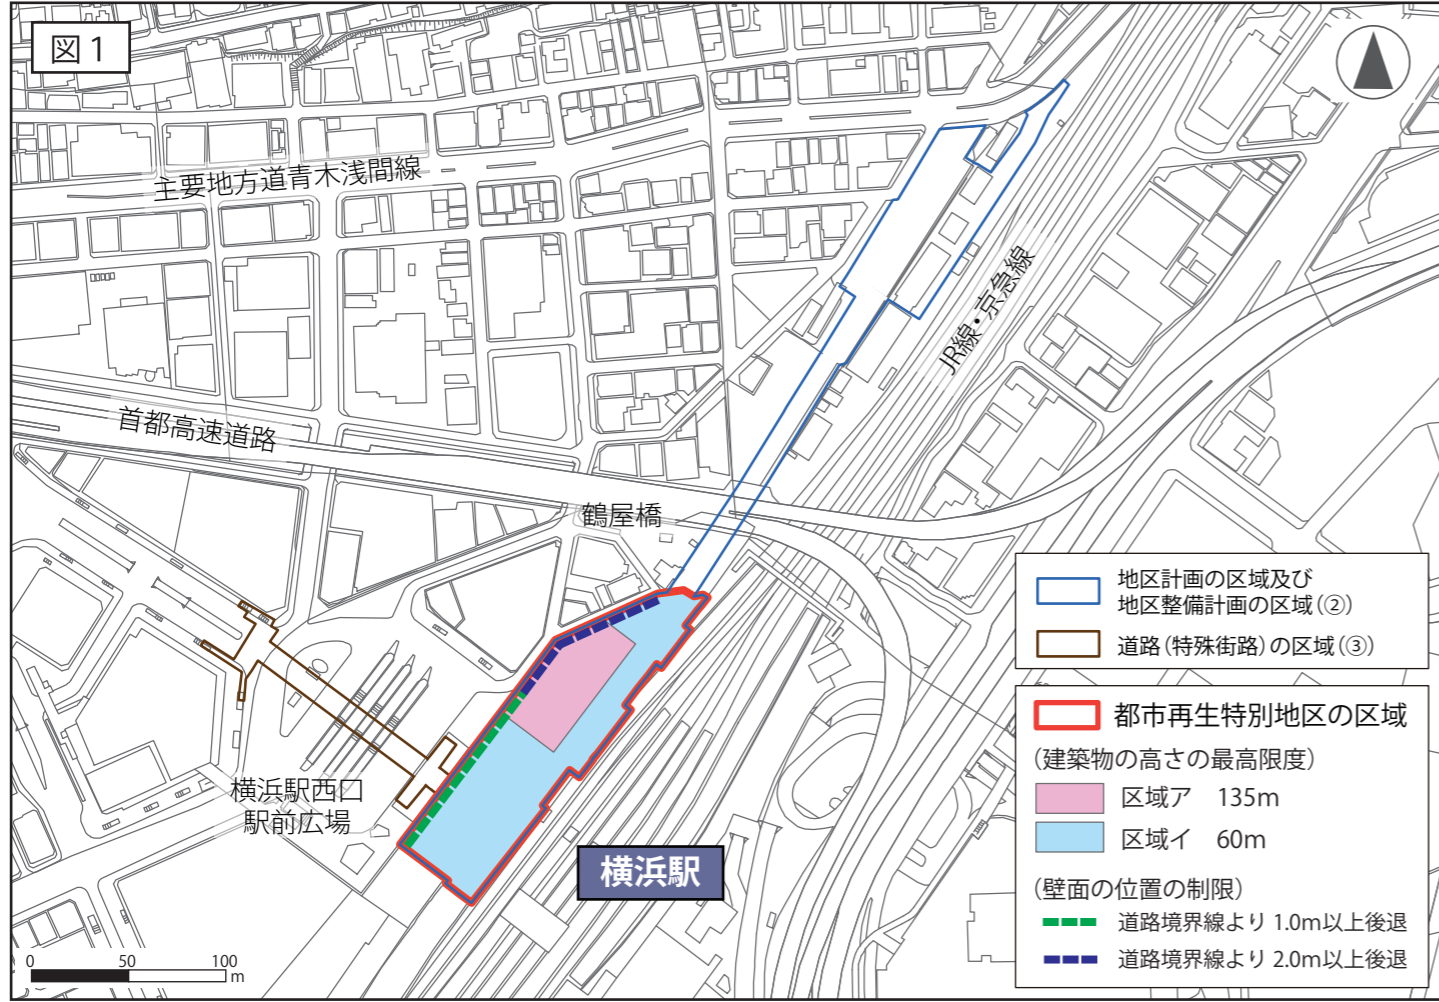 図1
主要地方道青木浅間線
JR線・京急線
首都高速道路
鶴屋橋
横浜駅西口
駅前広場
横浜駅
地区計画の区域及び
地区整備計画の区域(②)
道路(特殊街路)の区域(③)
都市再生特別地区の区域
(建築物の高さの最高限度)
区域ア 135m
区域イ 60m
(壁面の位置の制限)
道路境界線より 1.0m以上後退
道路境界線より 2.0m以上後退
0 50 100
m